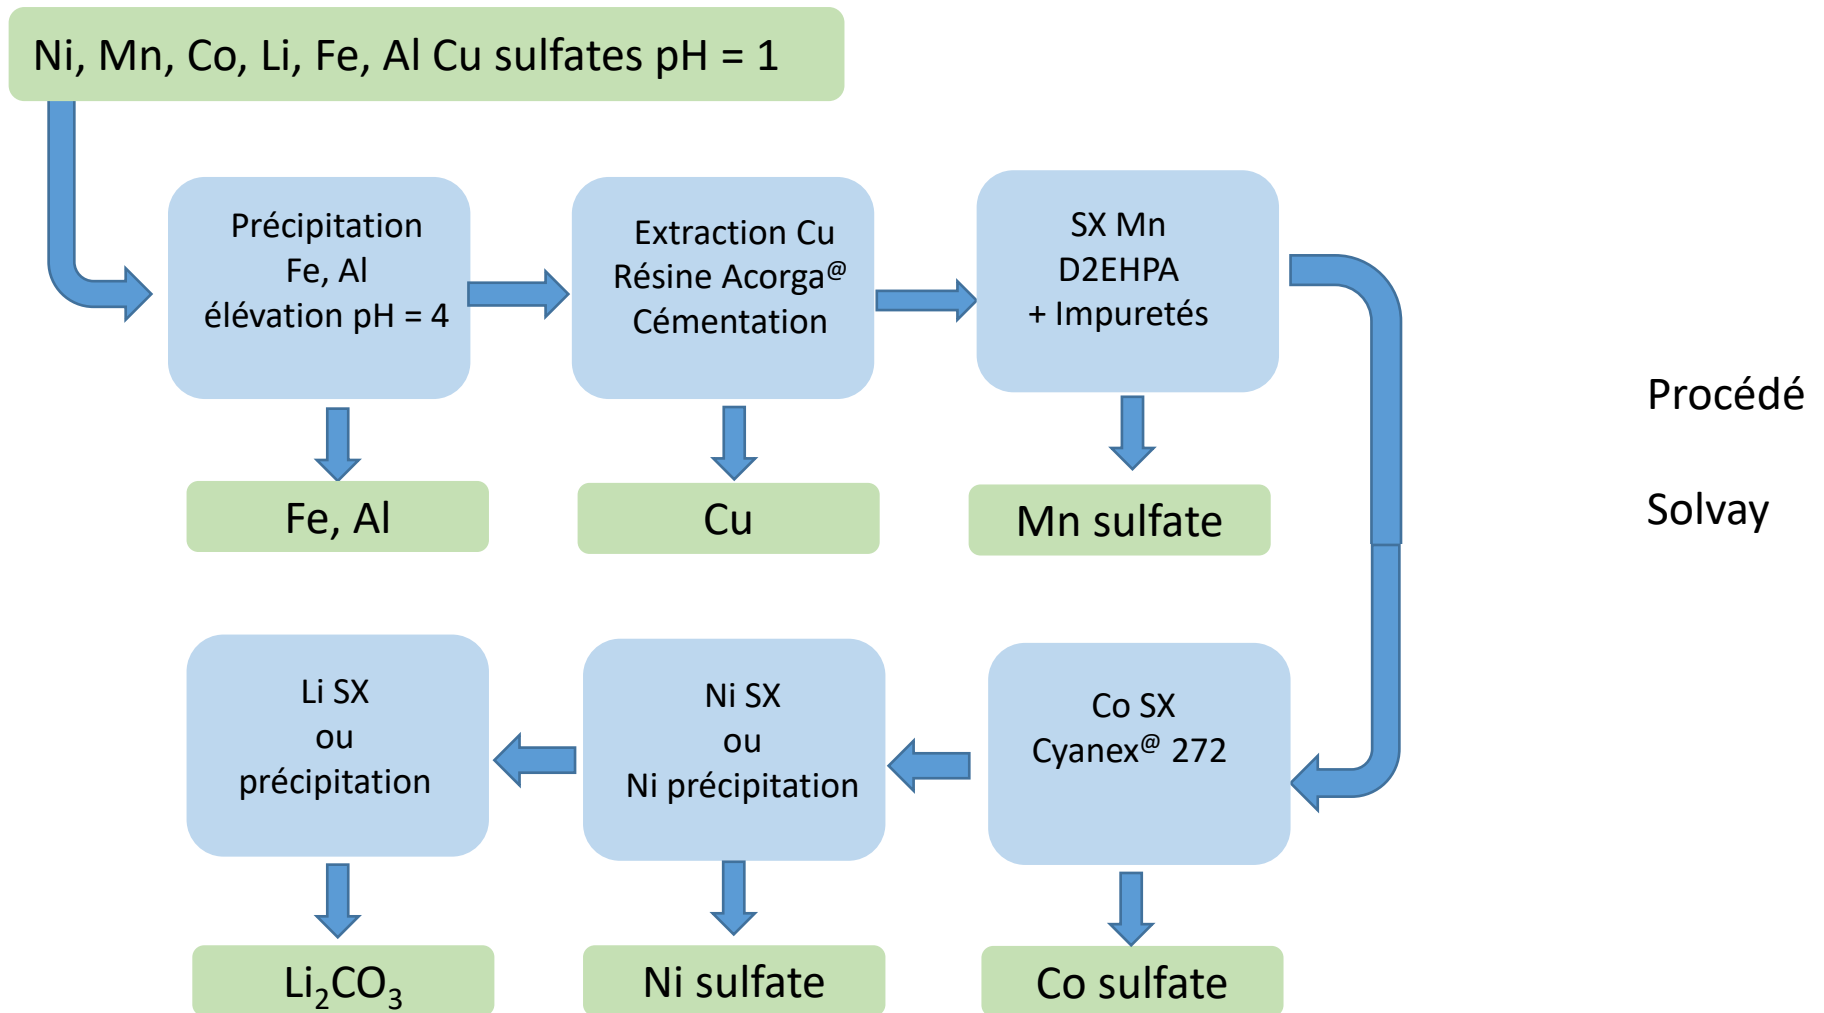 Ni, Mn, Co, Li, Fe, Al Cu sulfates pH = 1
Précipitation
Fe, Al
élévation pH = 4
Extraction Cu
Résine Acorga@
Cémentation
SX Mn
D2EHPA
+ Impuretés
Procédé
Solvay
Fe, Al
Cu
Mn sulfate
Li SX
ou
précipitation
Ni SX
ou
Ni précipitation
Co SX
Cyanex@ 272
Li2CO3
Ni sulfate
Co sulfate